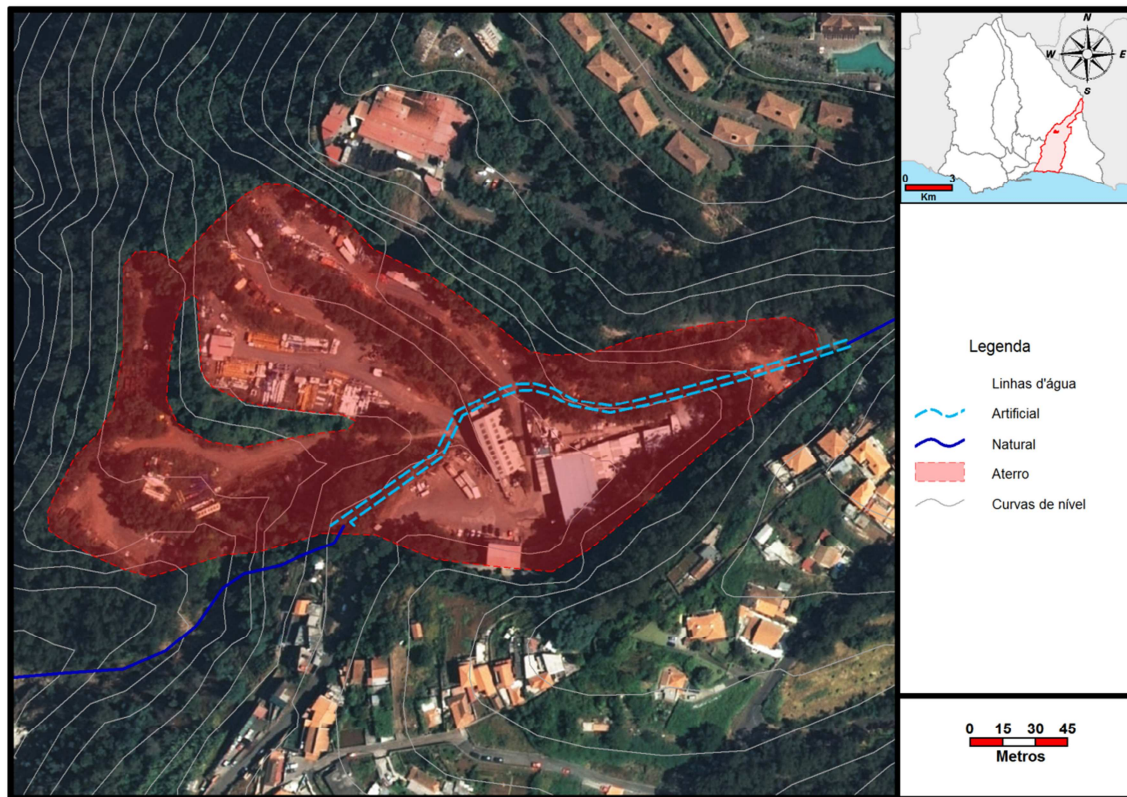 N
W
E
S
0
3
Km
Legenda
Linhas d'água
Artificial
Natural
Aterro
Curvas de nível
0 15 30 45
Metros